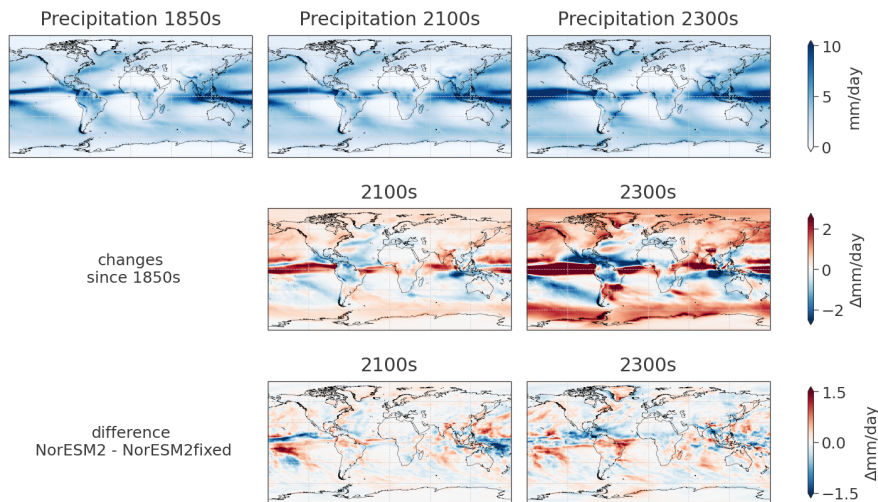 Precipitation 1850s
Precipitation 2100s
Precipitation 2300s
10
5
0
mm/day
2100s
2300s
changes
since 1850s
2
0
−2
Δmm/day
2100s
2300s
difference
NorESM2 - NorESM2fixed
1.5
0.0
−1.5
Δmm/day